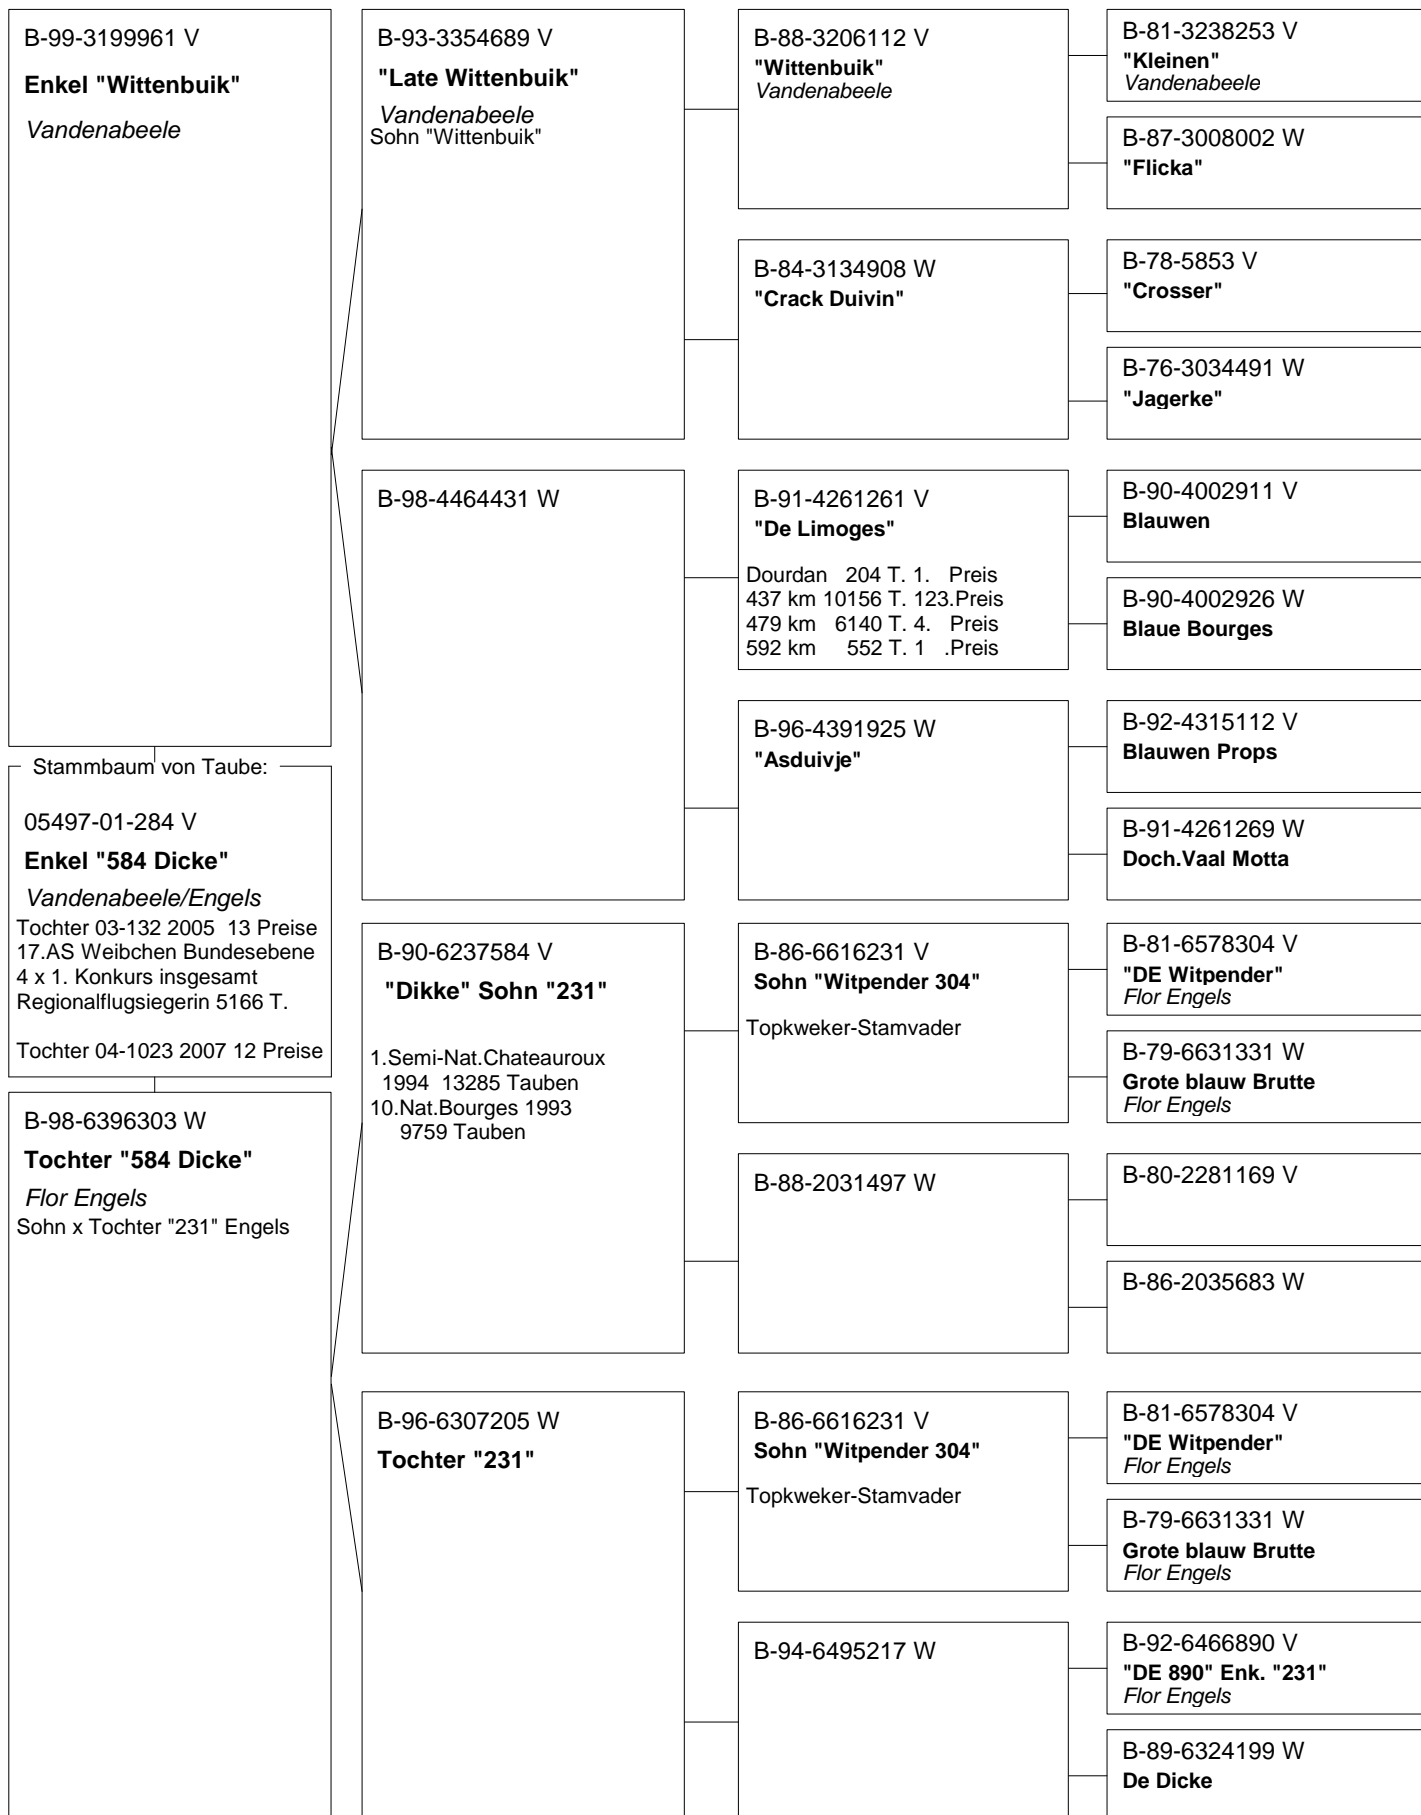 B-99-3199961 V
Enkel "Wittenbuik"
Vandenabeele
Stammbaum von Taube:
05497-01-284 V
Enkel "584 Dicke"
Vandenabeele/Engels
Tochter 03-132 2005  13 Preise
17.AS Weibchen Bundesebene
4 x 1. Konkurs insgesamt
Regionalflugsiegerin 5166 T.
Tochter 04-1023 2007 12 Preise
B-98-6396303 W
Tochter "584 Dicke"
Flor Engels
Sohn x Tochter "231" Engels
B-93-3354689 V
"Late Wittenbuik"
Vandenabeele
Sohn "Wittenbuik"
B-98-4464431 W
B-90-6237584 V
"Dikke" Sohn "231"
1.Semi-Nat.Chateauroux
1994  13285 Tauben
10.Nat.Bourges 1993
9759 Tauben
B-96-6307205 W
Tochter "231"
B-88-3206112 V
"Wittenbuik"
Vandenabeele
B-84-3134908 W
"Crack Duivin"
B-91-4261261 V
"De Limoges"
Dourdan   204 T. 1.   Preis
437 km 10156 T. 123.Preis
479 km   6140 T. 4.   Preis
592 km     552 T. 1   .Preis
B-96-4391925 W
"Asduivje"
B-86-6616231 V
Sohn "Witpender 304"
Topkweker-Stamvader
B-88-2031497 W
B-86-6616231 V
Sohn "Witpender 304"
Topkweker-Stamvader
B-94-6495217 W
B-81-3238253 V
"Kleinen"
Vandenabeele
B-87-3008002 W
"Flicka"
B-78-5853 V
"Crosser"
B-76-3034491 W
"Jagerke"
B-90-4002911 V
Blauwen
B-90-4002926 W
Blaue Bourges
B-92-4315112 V
Blauwen Props
B-91-4261269 W
Doch.Vaal Motta
B-81-6578304 V
"DE Witpender"
Flor Engels
B-79-6631331 W
Grote blauw Brutte
Flor Engels
B-80-2281169 V
B-86-2035683 W
B-81-6578304 V
"DE Witpender"
Flor Engels
B-79-6631331 W
Grote blauw Brutte
Flor Engels
B-92-6466890 V
"DE 890" Enk. "231"
Flor Engels
B-89-6324199 W
De Dicke